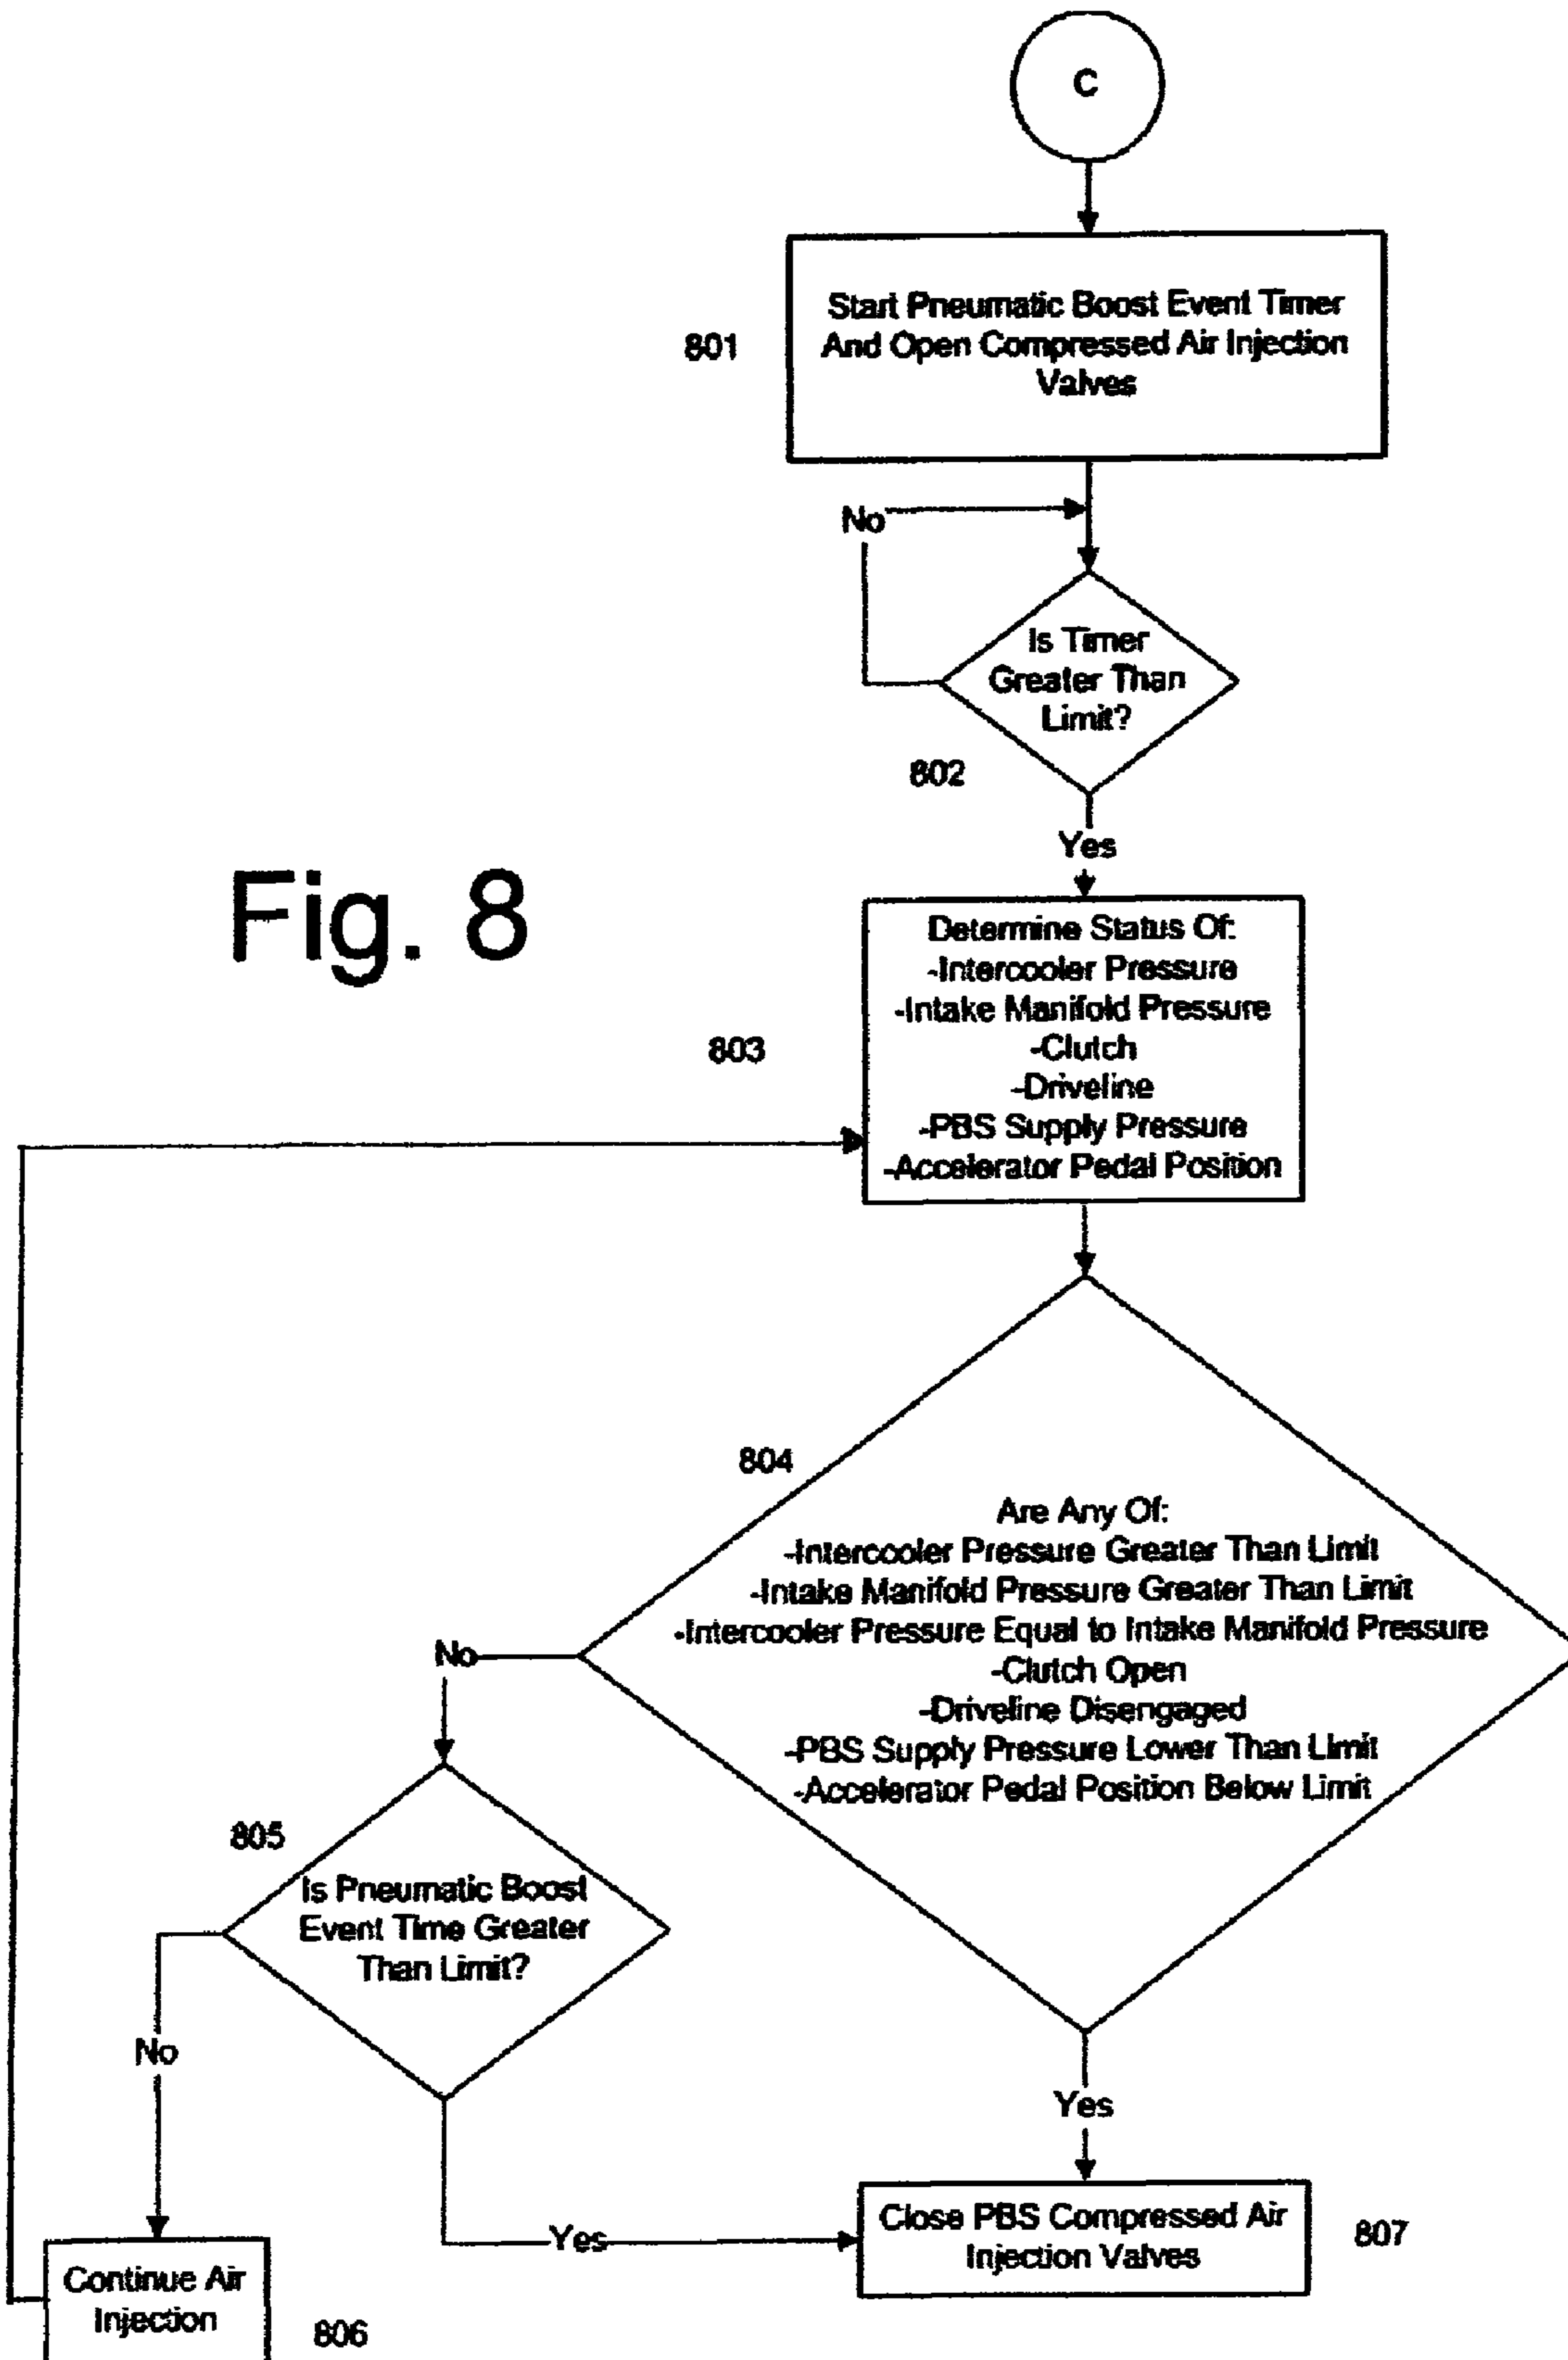 C
801
Start Pneumatic Boost Event Timer
And Open Compressed Air Injection
Valves
No
Is Timer
Greater Than
Limit?
802
Yes
Fig. 8
803
Determine Status Of:
-Intercooler Pressure
-Intake Manifold Pressure
-Clutch
-Driveline
-PBS Supply Pressure
-Accelerator Pedal Position
804
Are Any Of:
-Intercooler Pressure Greater Than Limit
-Intake Manifold Pressure Greater Than Limit
-Intercooler Pressure Equal to Intake Manifold Pressure
-Clutch Open
-Driveline Disengaged
-PBS Supply Pressure Lower Than Limit
-Accelerator Pedal Position Below Limit
No
805
Is Pneumatic Boost
Event Time Greater
Than Limit?
No
Yes
Yes
Close PBS Compressed Air
Injection Valves
807
Continue Air
Injection
806